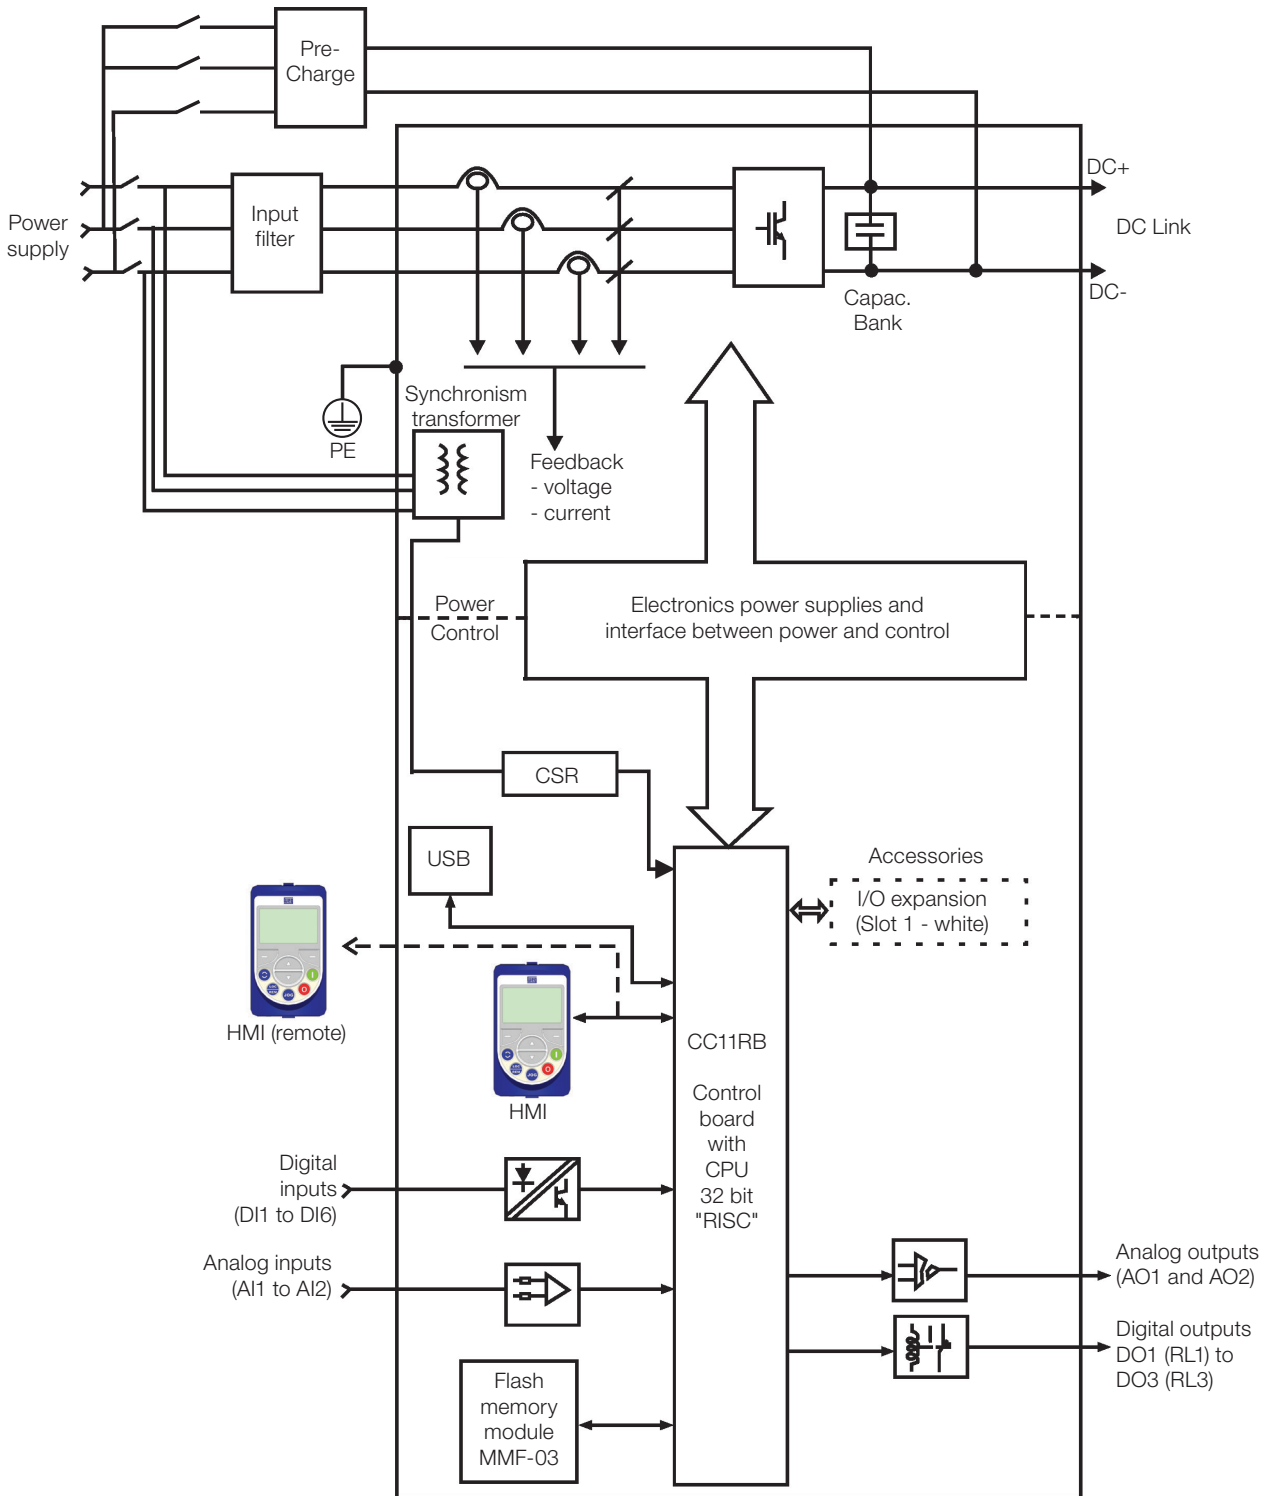 Pre-
Charge
DC+
Power
supply
Input
filter
DC Link
DC-
Capac.
Bank
PE
Synchronism
transformer
Feedback
- voltage
- current
Power
Control
Electronics power supplies and
interface between power and control
CSR
USB
Accessories
I/O expansion
(Slot 1 - white)
HMI (remote)
HMI
CC11RB
Control
board
with
CPU
32 bit
"RISC"
Digital
inputs
(DI1 to DI6)
Analog inputs
(AI1 to AI2)
Analog outputs
(AO1 and AO2)
Digital outputs
DO1 (RL1) to
DO3 (RL3)
Flash
memory
module
MMF-03